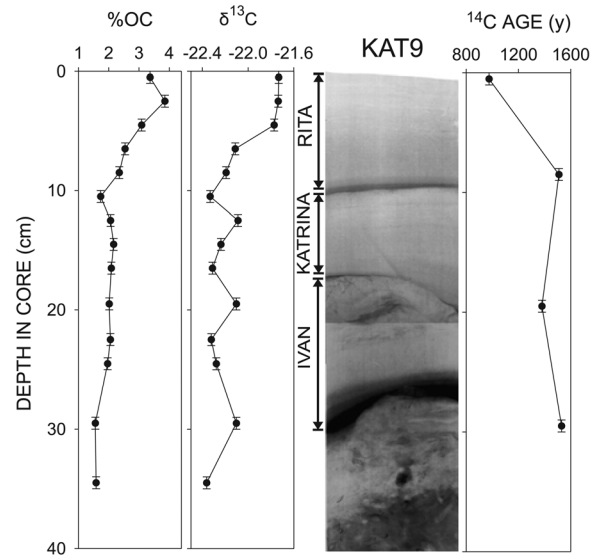 %OC
δ¹³C
¹⁴C AGE (y)
KAT9
1 2 3 4
-22.4 -22.0 -21.6
800 1200 1600
0
10
20
30
40
DEPTH IN CORE (cm)
RITA
KATRINA
IVAN